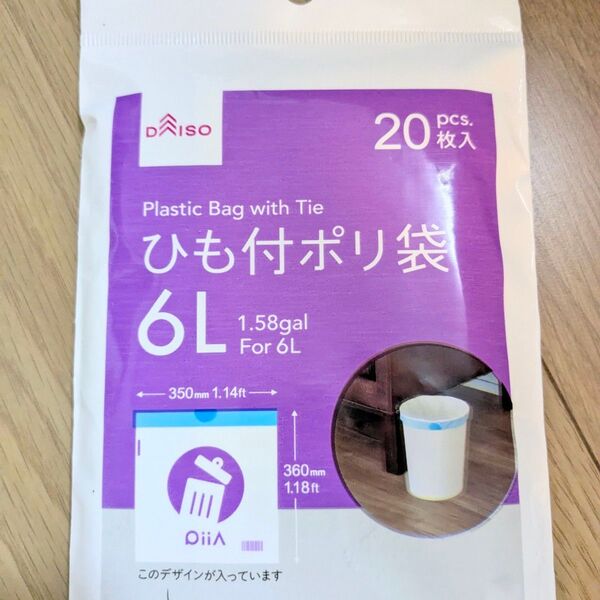 DAISO
20 pcs.
枚入
Plastic Bag with Tie
ひも付ポリ袋
6L 1.58gal
For 6L
350mm 1.14ft
360mm
1.18ft
PiiA
このデザインが入っています